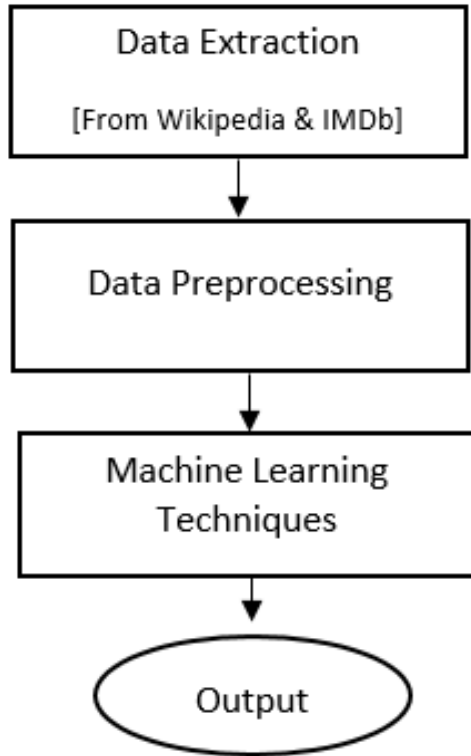 Data Extraction
[From Wikipedia & IMDb]
Data Preprocessing
Machine Learning
Techniques
Output